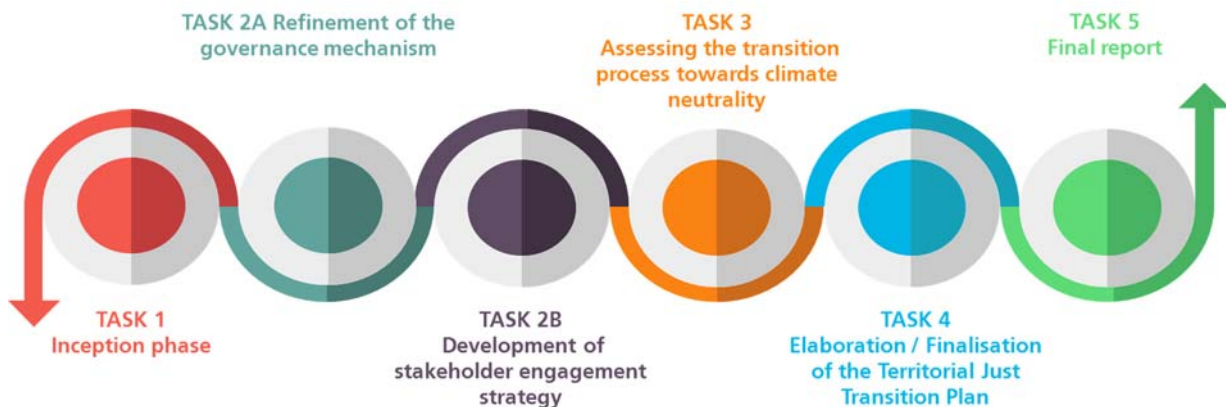 TASK 2A Refinement of the
governance mechanism
TASK 3
Assessing the transition
process towards climate
neutrality
TASK 5
Final report
TASK 1
Inception phase
TASK 2B
Development of
stakeholder engagement
strategy
TASK 4
Elaboration / Finalisation
of the Territorial Just
Transition Plan